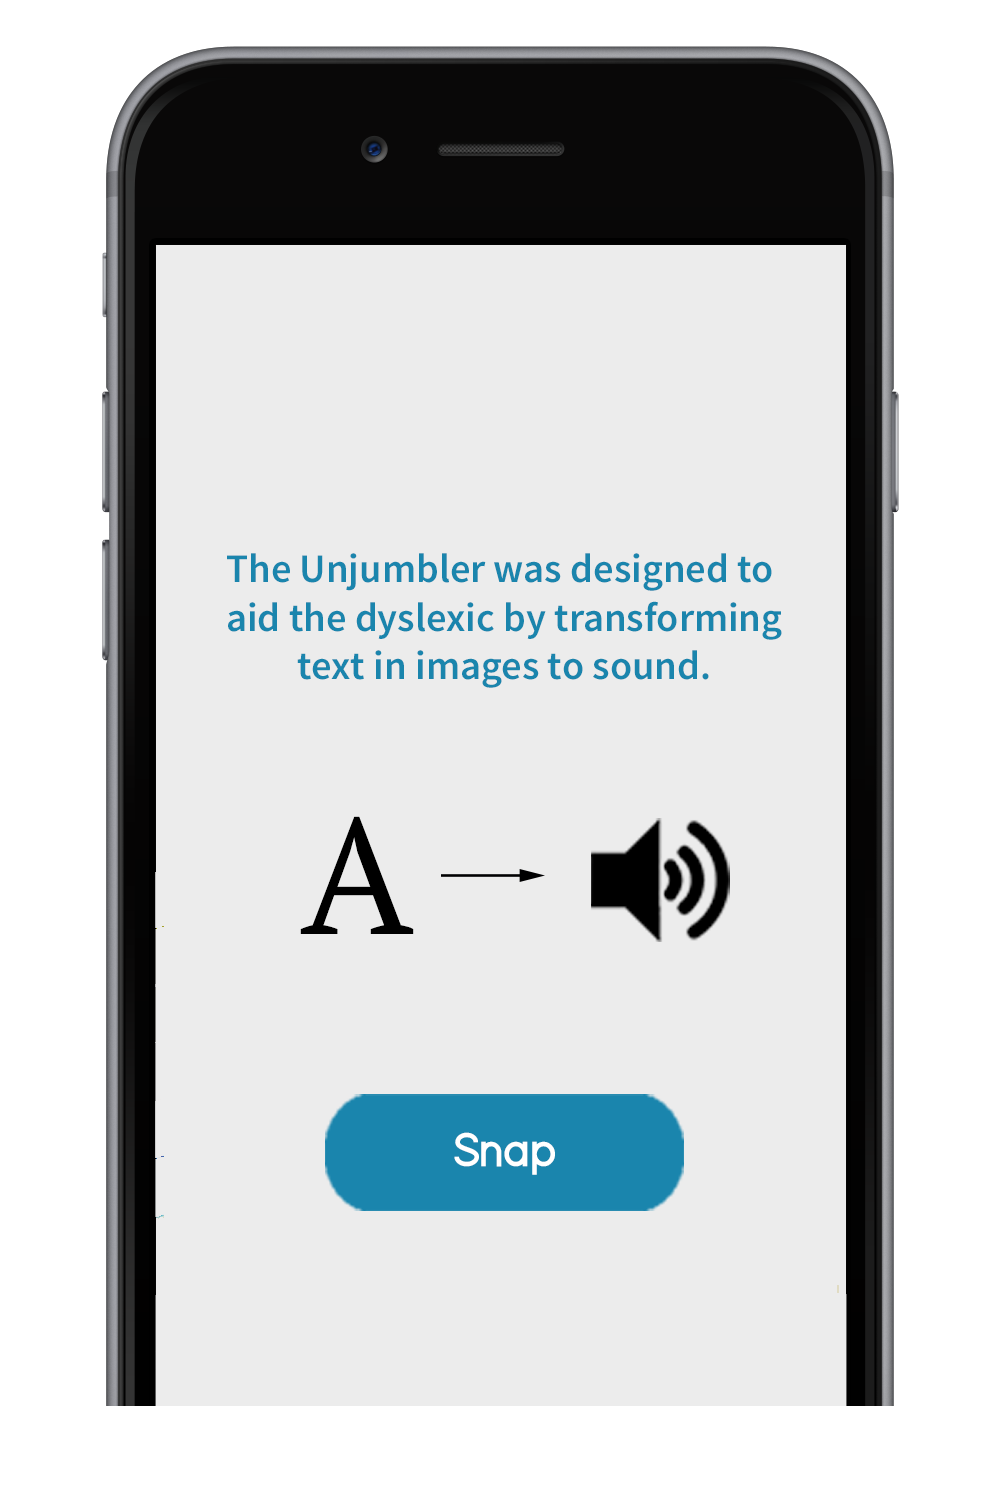 The Unjumbler was designed to
aid the dyslexic by transforming
text in images to sound.
A
Snap